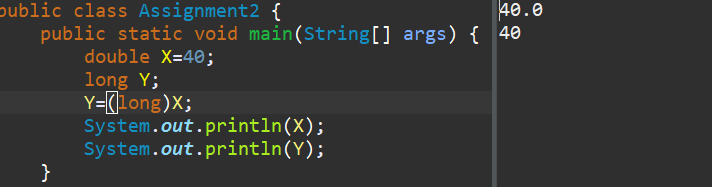 public class Assignment2 {
public static void main(String[] args) {
double X=40;
long Y;
Y=(long)X;
System.out.println(X);
System.out.println(Y);
}
40.0
40